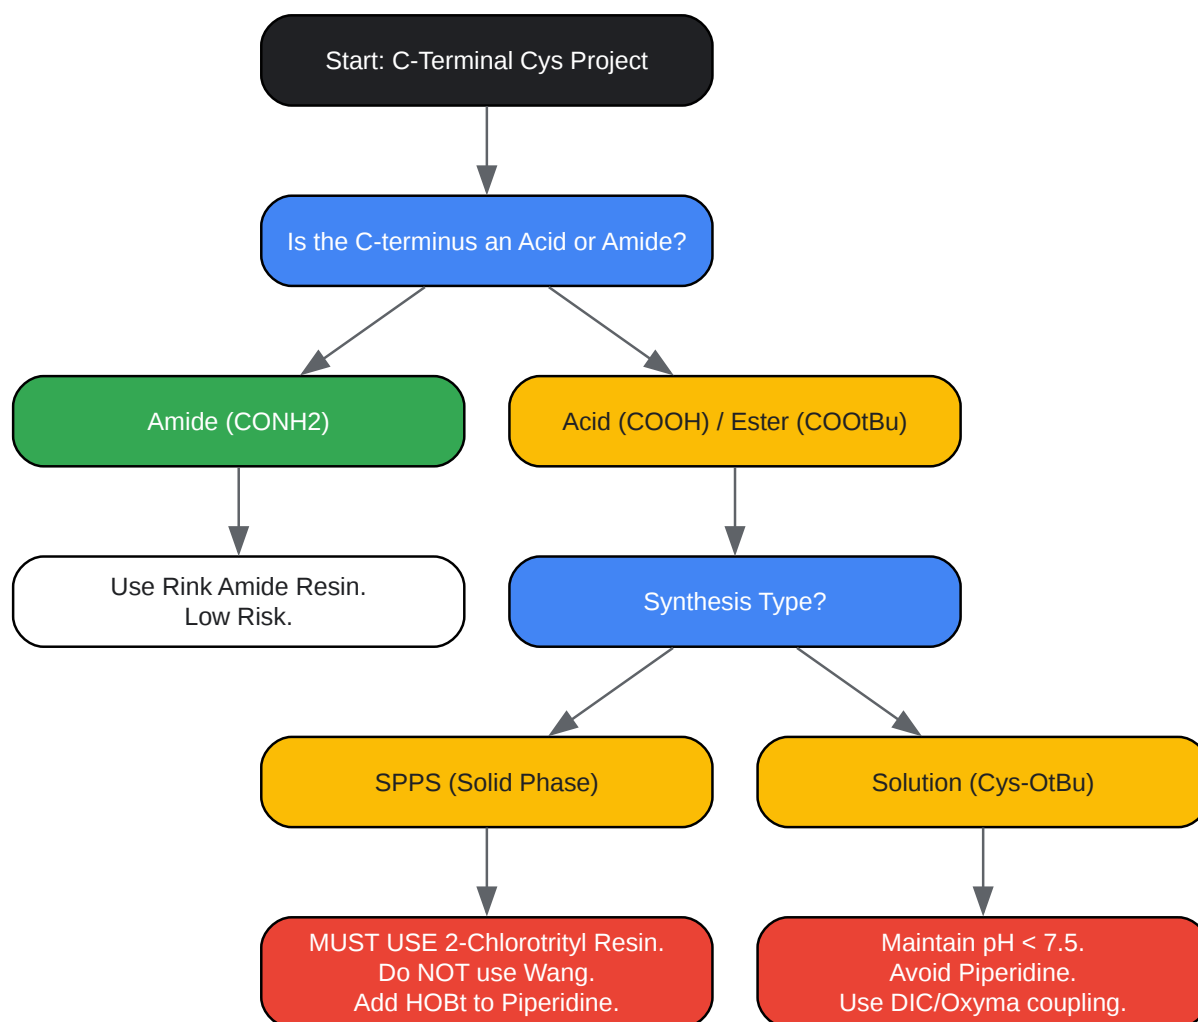 Start: C-Terminal Cys Project
Is the C-terminus an Acid or Amide?
Amide (CONH2)
Acid (COOH) / Ester (COOtBu)
Use Rink Amide Resin.
Low Risk.
Synthesis Type?
SPPS (Solid Phase)
Solution (Cys-OtBu)
MUST USE 2-Chlorotrityl Resin.
Do NOT use Wang.
Add HOBt to Piperidine.
Maintain pH < 7.5.
Avoid Piperidine.
Use DIC/Oxyma coupling.